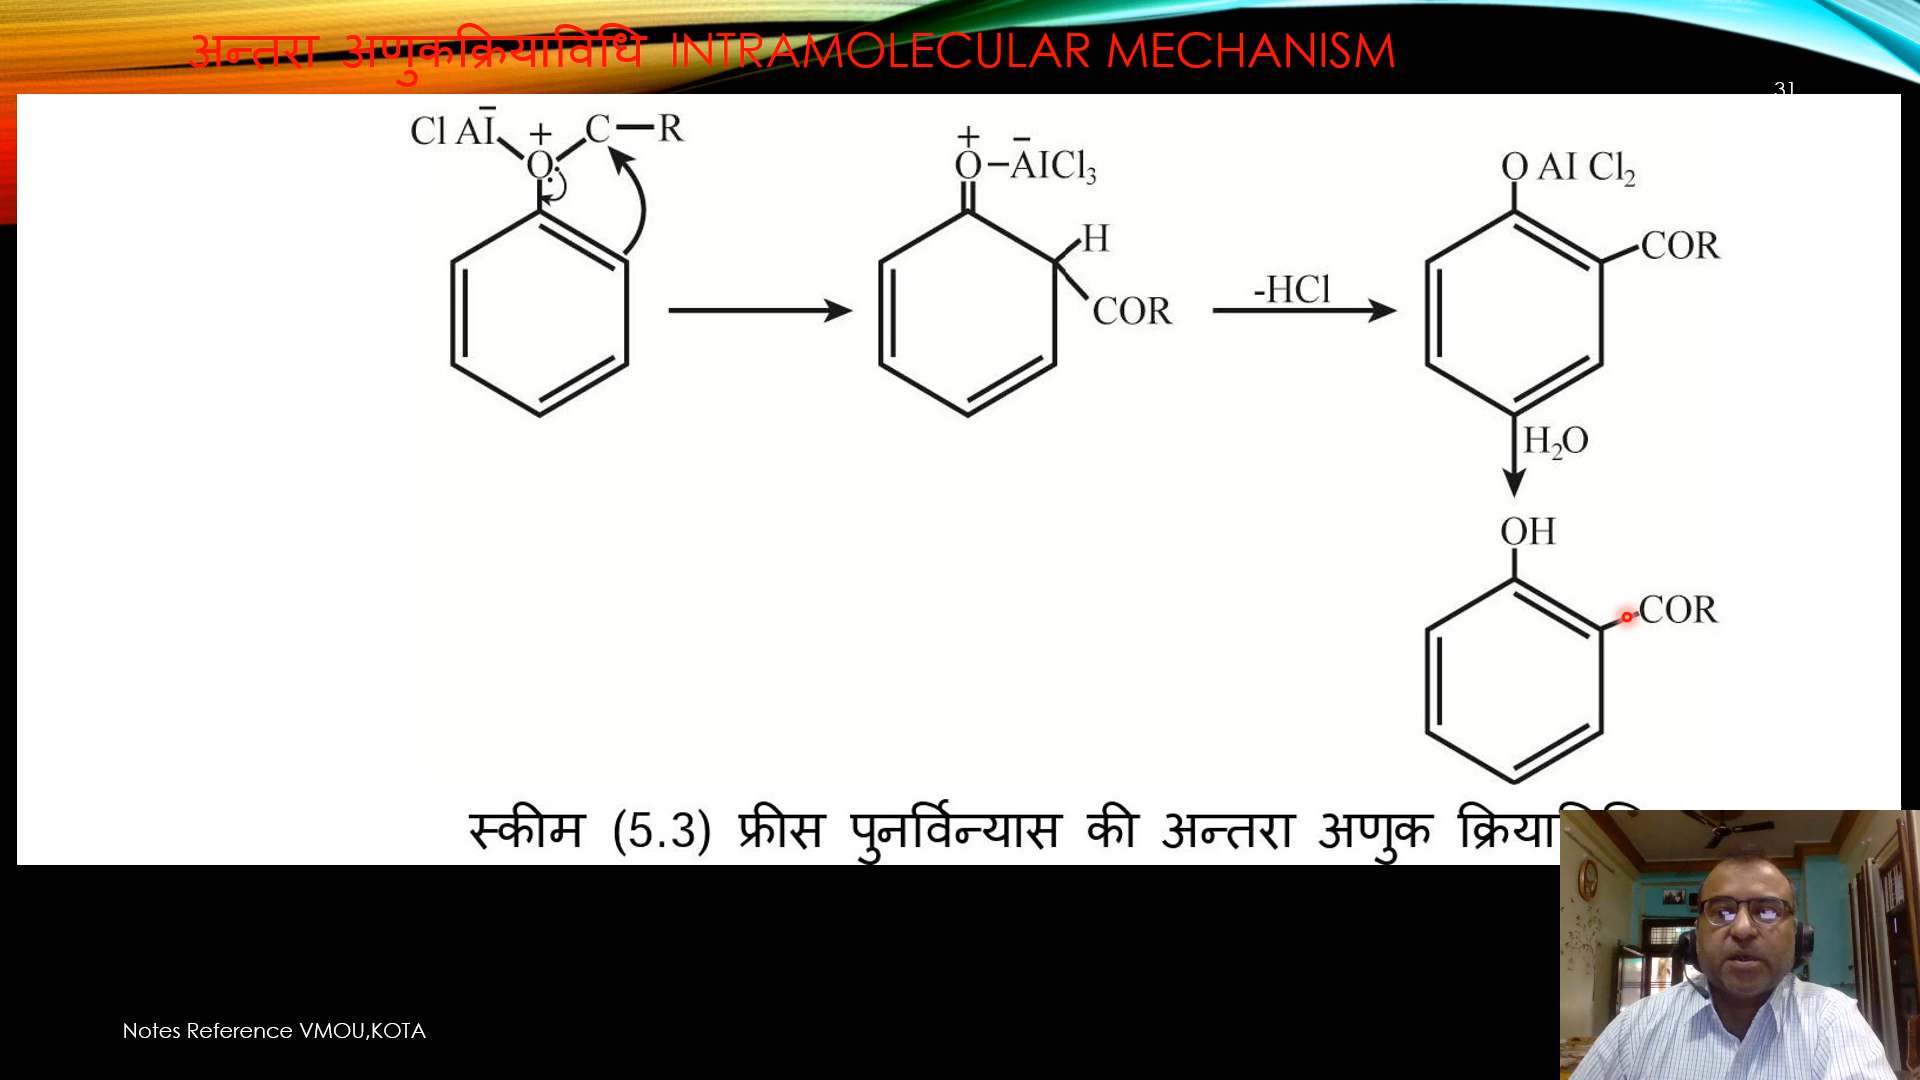 अन्तरा अणुकक्रियाविधि INTRAMOLECULAR MECHANISM
31
Cl Al̄ + C—R
O
+ O–ĀlCl₃
H
COR
-HCl
O Al Cl₂
COR
H₂O
OH
COR
स्कीम (5.3) फ्रीस पुनर्विन्यास की अन्तरा अणुक
Notes Reference VMOU,KOTA